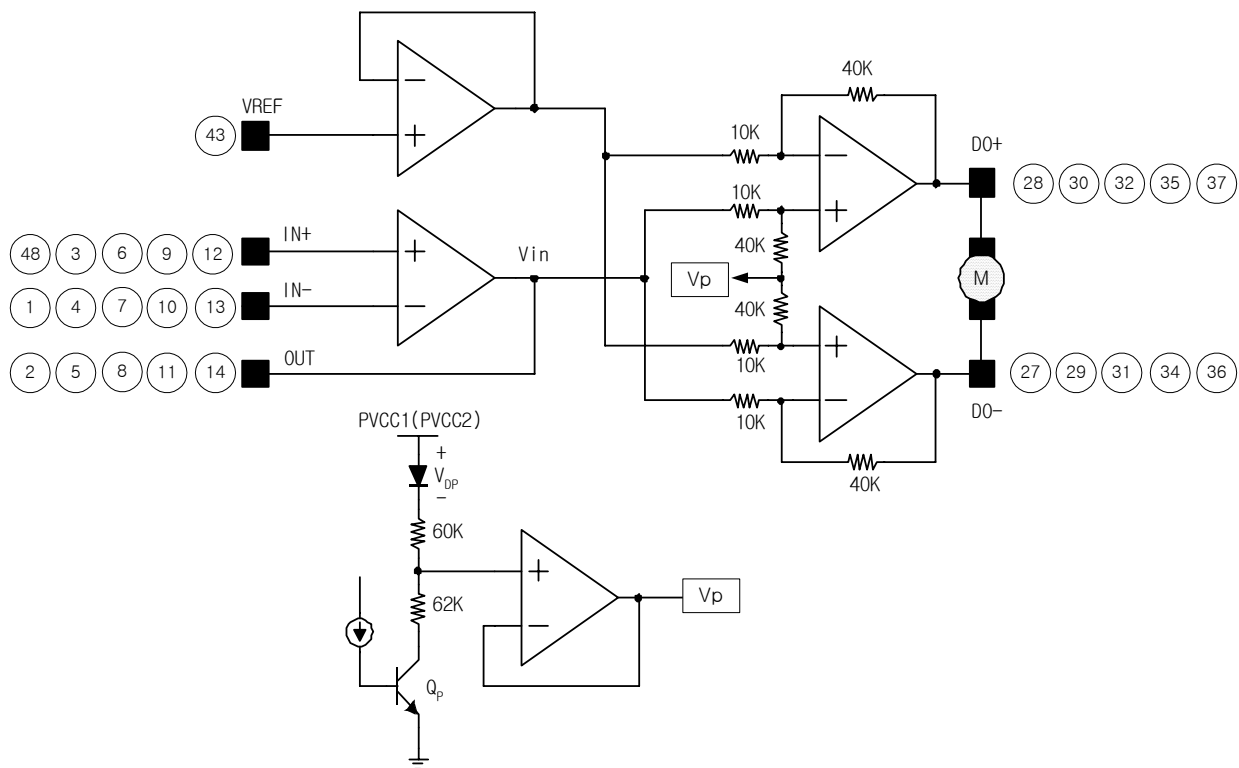 40K
VREF
43
10K
DO+
28 30 32 35 37
10K
IN+
48 3 6 9 12
Vin
40K
Vp
M
IN-
1 4 7 10 13
40K
OUT
2 5 8 11 14
10K
27 29 31 34 36
DO-
10K
PVCC1(PVCC2)
+
VDP
-
40K
60K
+
62K
Vp
-
QP
-
+
+
-
-
+
+
-